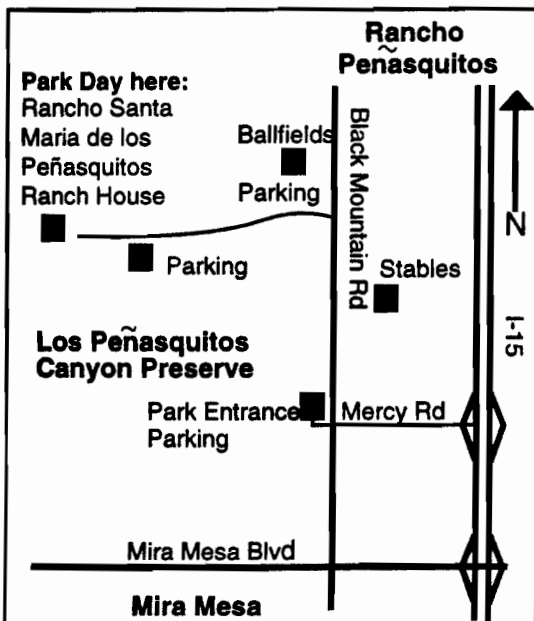 Rancho
Peñasquitos
Park Day here:
Rancho Santa
Maria de los
Peñasquitos
Ranch House
Ballfields
Parking
Black Mountain Rd
N
Parking
Stables
I-15
Los Peñasquitos
Canyon Preserve
Park Entrance
Parking
Mercy Rd
Mira Mesa Blvd
Mira Mesa